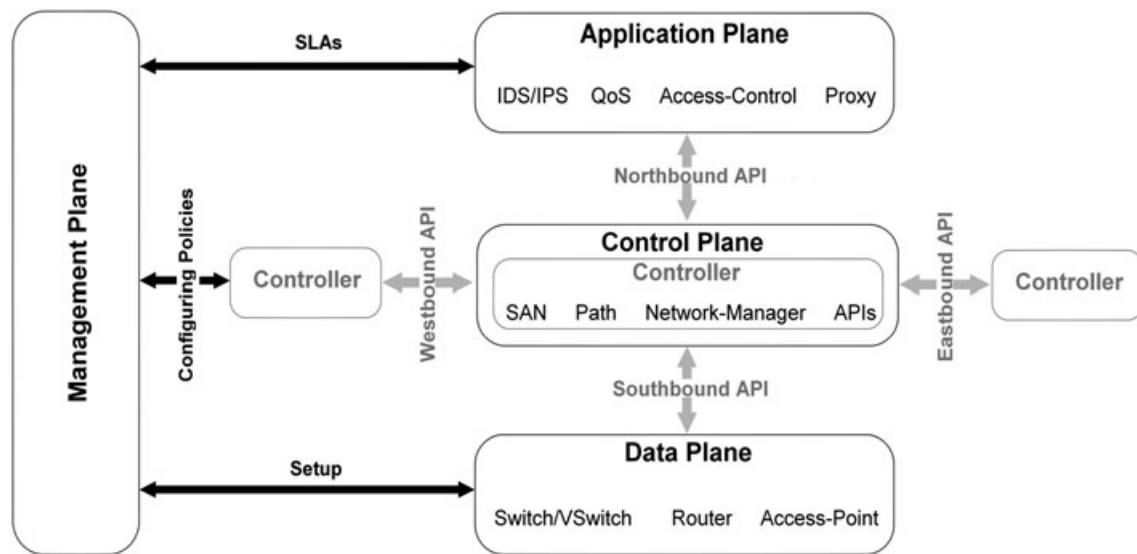 Management Plane
SLAs
Application Plane
IDS/IPS QoS Access-Control Proxy
Northbound API
Configuring Policies
Controller
Westbound API
Control Plane
Controller
SAN Path Network-Manager APIs
Eastbound API
Controller
Southbound API
Setup
Data Plane
Switch/VSwitch Router Access-Point